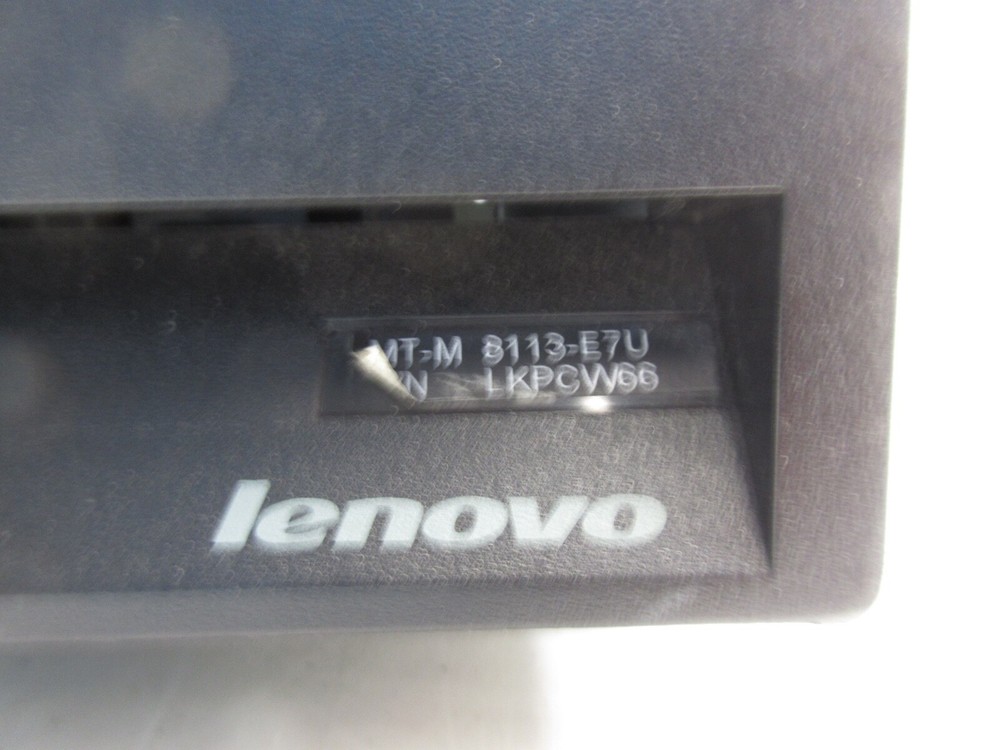 MT-M 8113-E7U
/N LKPCW66
lenovo